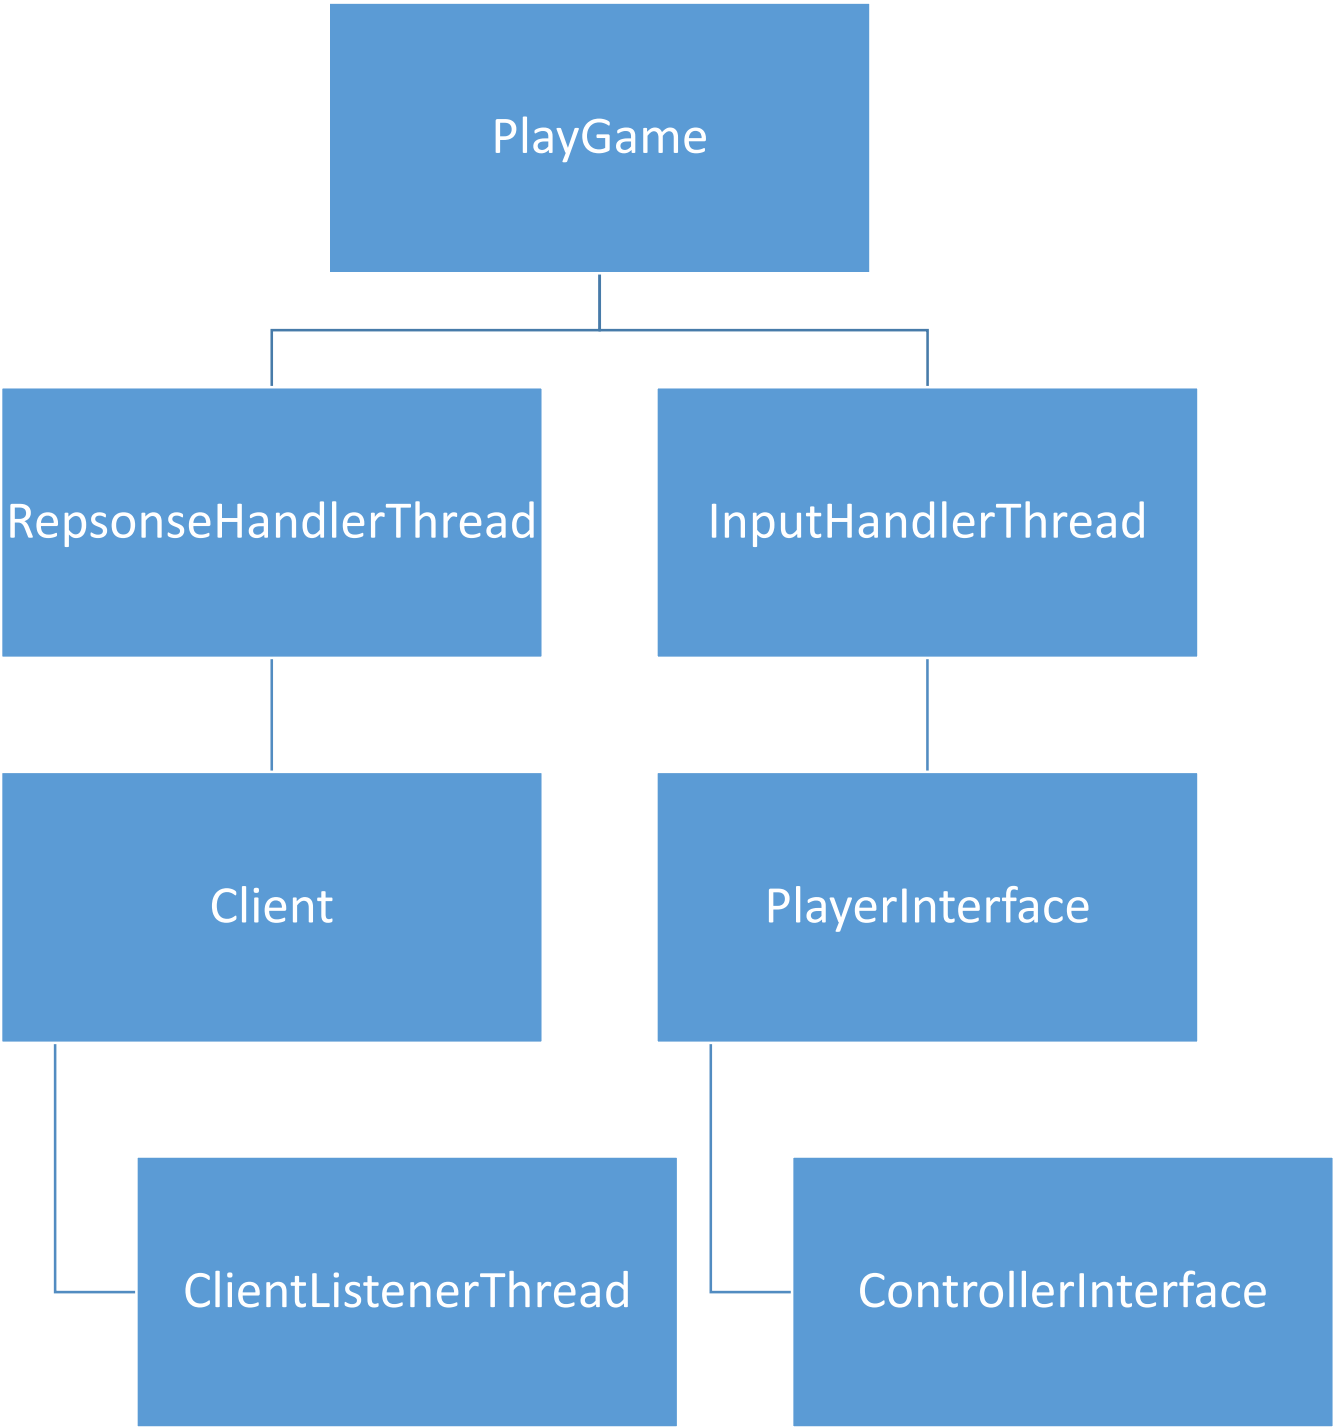 PlayGame
RepsonseHandlerThread
InputHandlerThread
Client
PlayerInterface
ClientListenerThread
ControllerInterface